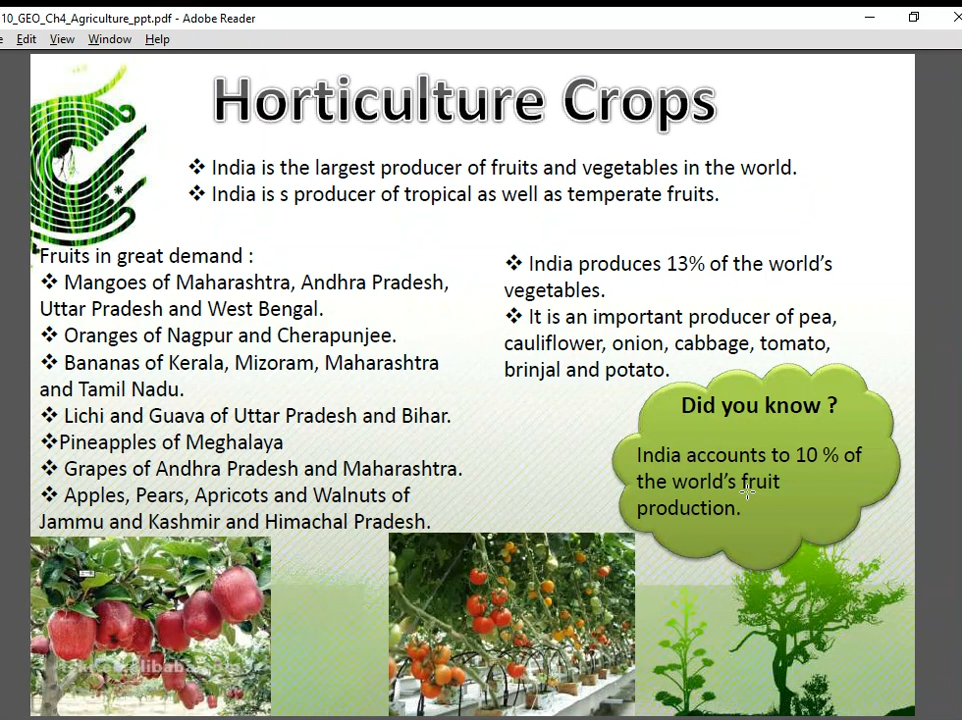 10_GEO_Ch4_Agriculture_ppt.pdf - Adobe Reader
e Edit View Window Help
Horticulture Crops
❖ India is the largest producer of fruits and vegetables in the world.
❖ India is s producer of tropical as well as temperate fruits.
Fruits in great demand :
❖ Mangoes of Maharashtra, Andhra Pradesh,
Uttar Pradesh and West Bengal.
❖ Oranges of Nagpur and Cherapunjee.
❖ Bananas of Kerala, Mizoram, Maharashtra
and Tamil Nadu.
❖ Lichi and Guava of Uttar Pradesh and Bihar.
❖Pineapples of Meghalaya
❖ Grapes of Andhra Pradesh and Maharashtra.
❖ Apples, Pears, Apricots and Walnuts of
Jammu and Kashmir and Himachal Pradesh.
❖ India produces 13% of the world's
vegetables.
❖ It is an important producer of pea,
cauliflower, onion, cabbage, tomato,
brinjal and potato.
Did you know ?
India accounts to 10 % of
the world's fruit
production.